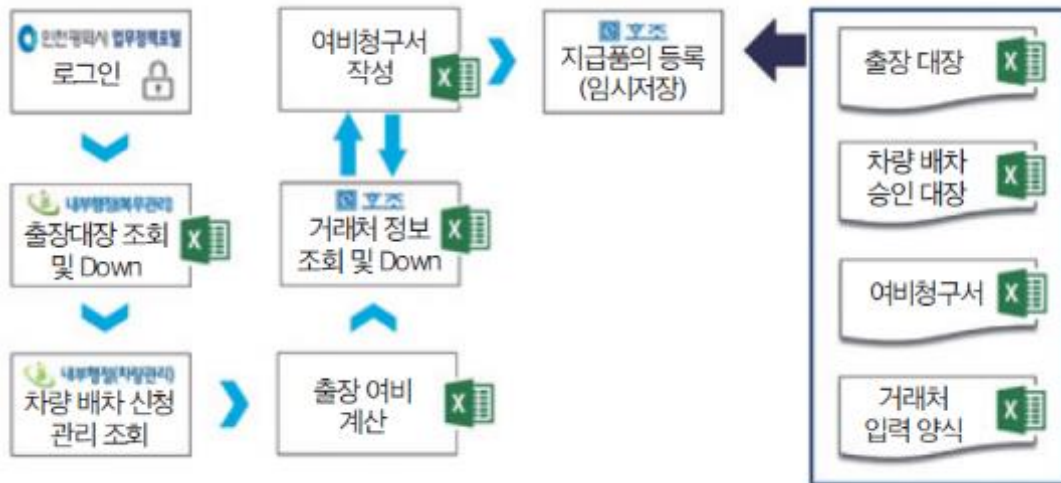 인천광역시 업무정책포털
로그인
내부행정(복무관리)
출장대장 조회
및 Down
내부행정(차량관리)
차량 배차 신청
관리 조회
출장 여비
계산
호조
거래처 정보
조회 및 Down
여비청구서
작성
호조
지급품의 등록
(임시저장)
출장 대장
차량 배차
승인 대장
여비청구서
거래처
입력 양식